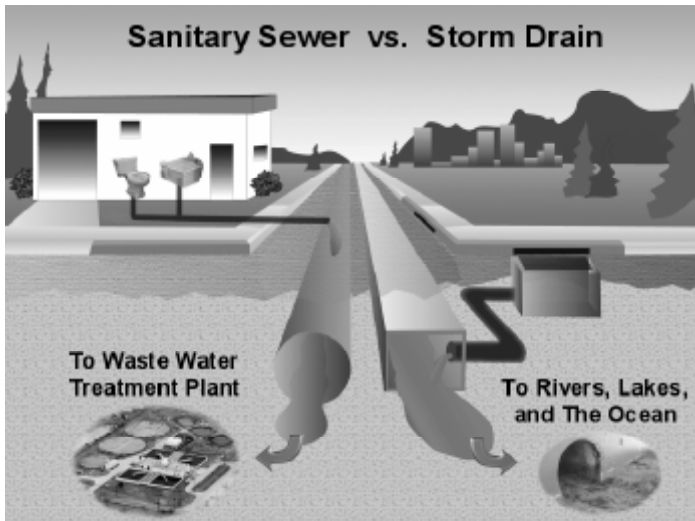 Sanitary Sewer vs. Storm Drain
To Waste Water
Treatment Plant
To Rivers, Lakes,
and The Ocean